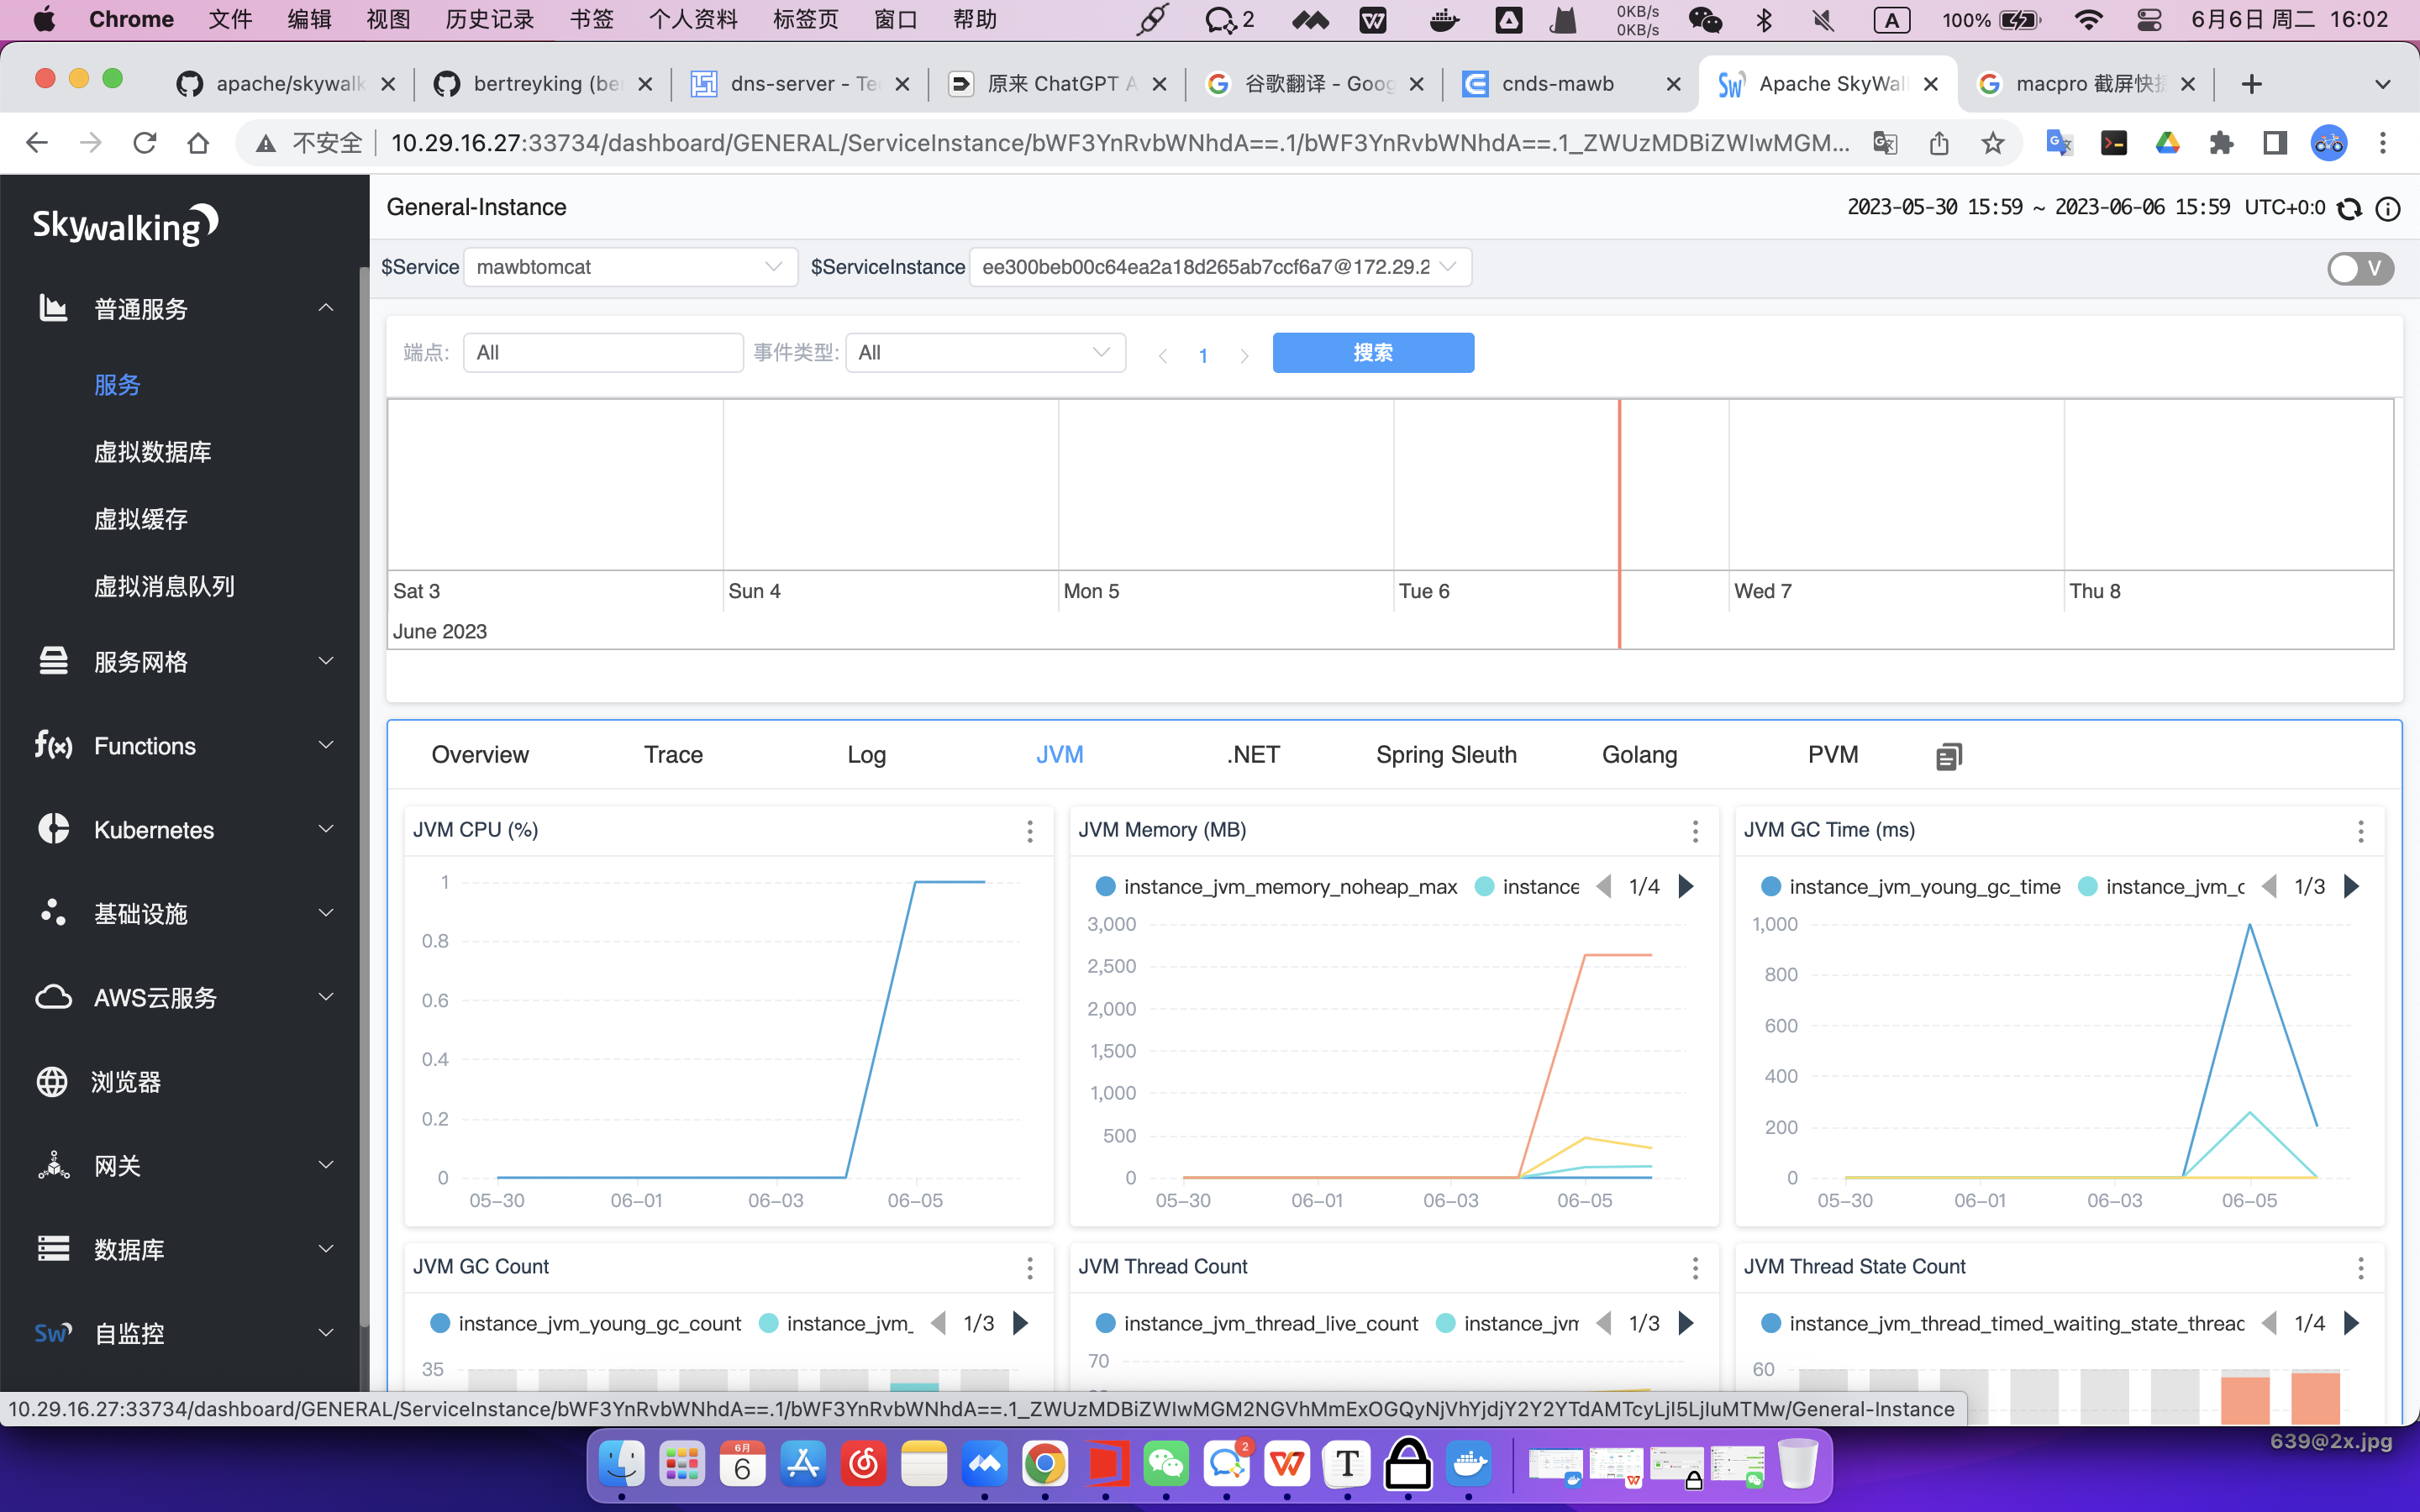 Chrome 文件 编辑 视图 历史记录 书签 个人资料 标签页 窗口 帮助 2 0KB/s 0KB/s A 100% 6月6日 周二 16:02
apache/skywalk bertreyking (be dns-server - Te 原来 ChatGPT A 谷歌翻译 - Goog cnds-mawb Apache SkyWal macpro 截屏快
不安全 10.29.16.27:33734/dashboard/GENERAL/ServiceInstance/bWF3YnRvbWNhdA==.1/bWF3YnRvbWNhdA==.1_ZWUzMDBiZWIwMGM...
Skywalking
普通服务
服务
虚拟数据库
虚拟缓存
虚拟消息队列
服务网格
Functions
Kubernetes
基础设施
AWS云服务
浏览器
网关
数据库
Sw 自监控
General-Instance 2023-05-30 15:59 ~ 2023-06-06 15:59 UTC+0:0
$Service mawbtomcat $ServiceInstance ee300beb00c64ea2a18d265ab7ccf6a7@172.29.2 V
端点: All 事件类型: All 1 搜索
Sat 3 Sun 4 Mon 5 Tue 6 Wed 7 Thu 8
June 2023
Overview Trace Log JVM .NET Spring Sleuth Golang PVM
JVM CPU (%)
1
0.8
0.6
0.4
0.2
0
05-30 06-01 06-03 06-05
JVM Memory (MB)
instance_jvm_memory_noheap_max instance 1/4
3,000
2,500
2,000
1,500
1,000
500
0
05-30 06-01 06-03 06-05
JVM GC Time (ms)
instance_jvm_young_gc_time instance_jvm_c 1/3
1,000
800
600
400
200
0
05-30 06-01 06-03 06-05
JVM GC Count
instance_jvm_young_gc_count instance_jvm_ 1/3
35
JVM Thread Count
instance_jvm_thread_live_count instance_jvm 1/3
70
JVM Thread State Count
instance_jvm_thread_timed_waiting_state_threac 1/4
60
10.29.16.27:33734/dashboard/GENERAL/ServiceInstance/bWF3YnRvbWNhdA==.1/bWF3YnRvbWNhdA==.1_ZWUzMDBiZWIwMGM2NGVhMmExOGQyNjVhYjdjY2Y2YTdAMTcyLjI5LjIuMTMw/General-Instance
639@2x.jpg
6月
6
2
T